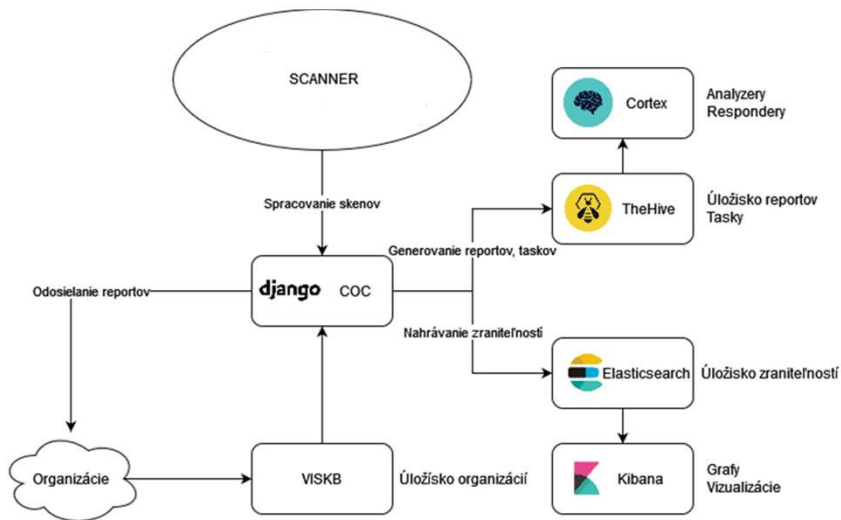 SCANNER
Cortex
Analyzery
Respondery
Spracovanie skenov
TheHive
Úložisko reportov
Tasky
Generovanie reportov, taskov
Odosielanie reportov
django
COC
Nahrávanie zraniteľností
Elasticsearch
Úložisko zraniteľností
Organizácie
VISKB
Úložísko organizácií
Kibana
Grafy
Vizualizácie